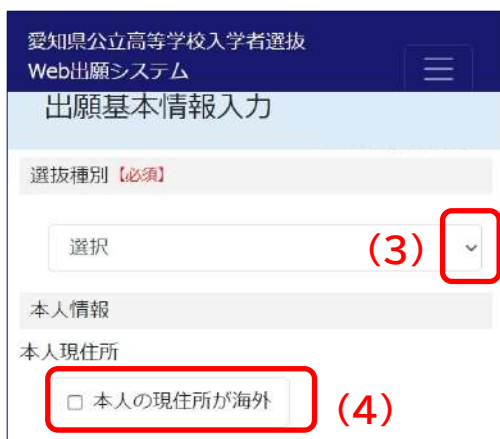 愛知県公立高等学校入学者選抜
Web出願システム
出願基本情報入力
選抜種別【必須】
選択
(3)
本人情報
本人現住所
本人の現住所が海外
(4)